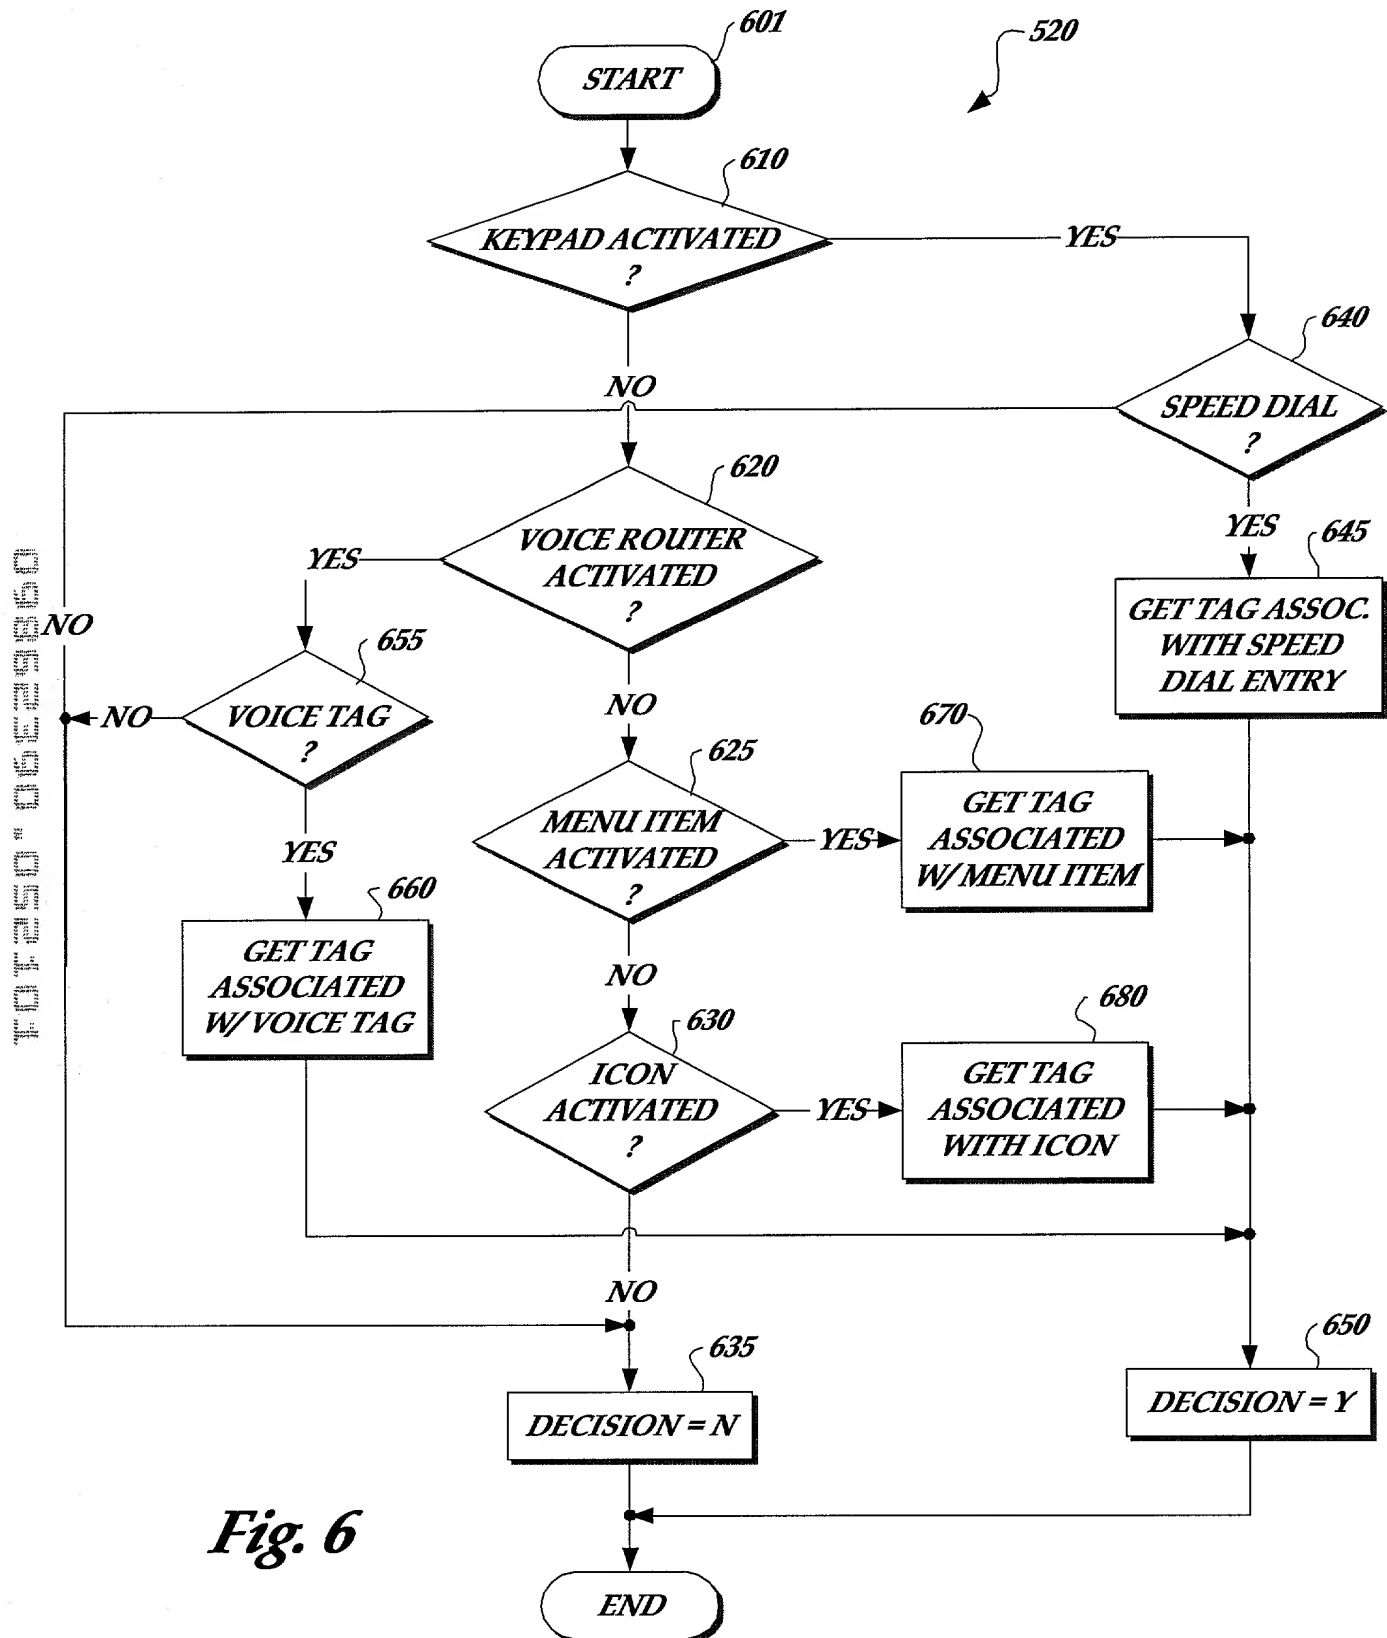 601
520
START
610
KEYPAD ACTIVATED
?
YES
640
NO
SPEED DIAL
?
620
VOICE ROUTER
ACTIVATED
?
YES
YES
645
GET TAG ASSOC.
WITH SPEED
DIAL ENTRY
NO
655
VOICE TAG
?
NO
NO
670
625
MENU ITEM
ACTIVATED
?
YES
GET TAG
ASSOCIATED
W/ MENU ITEM
YES
660
GET TAG
ASSOCIATED
W/ VOICE TAG
NO
680
630
ICON
ACTIVATED
?
YES
GET TAG
ASSOCIATED
WITH ICON
NO
635
650
DECISION = N
DECISION = Y
Fig. 6
END